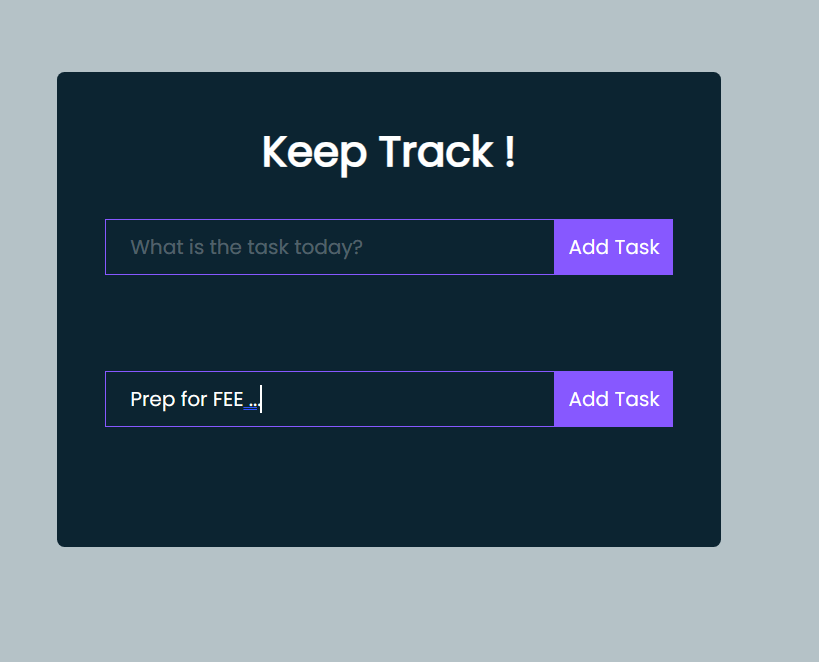 Keep Track !
What is the task today? Add Task
Prep for FEE ... Add Task